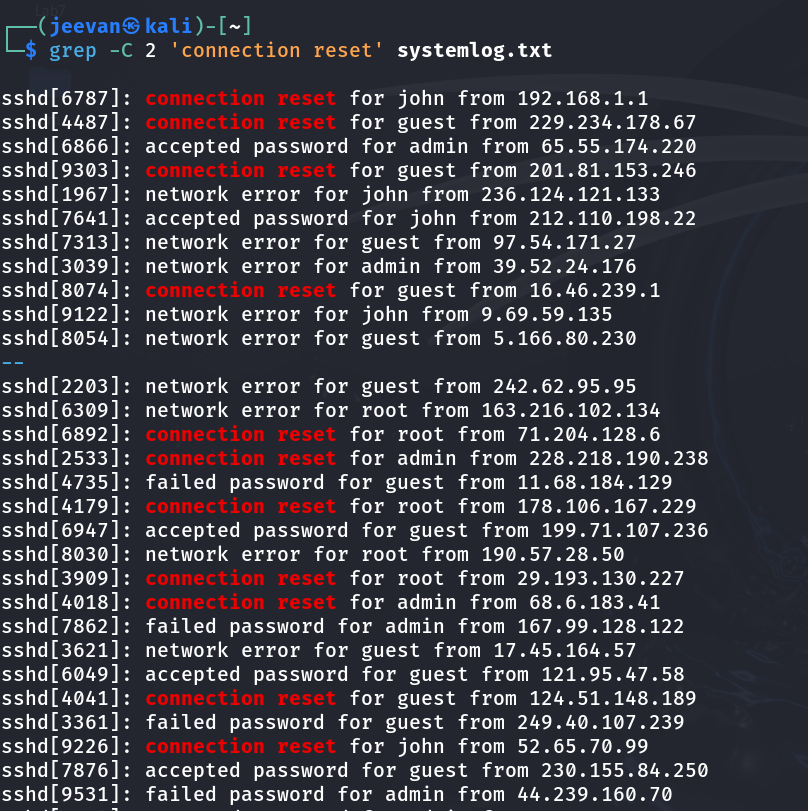 ┌──(jeevan㉿kali)-[~]
└─$ grep -C 2 'connection reset' systemlog.txt
sshd[6787]: connection reset for john from 192.168.1.1
sshd[4487]: connection reset for guest from 229.234.178.67
sshd[6866]: accepted password for admin from 65.55.174.220
sshd[9303]: connection reset for guest from 201.81.153.246
sshd[1967]: network error for john from 236.124.121.133
sshd[7641]: accepted password for john from 212.110.198.22
sshd[7313]: network error for guest from 97.54.171.27
sshd[3039]: network error for admin from 39.52.24.176
sshd[8074]: connection reset for guest from 16.46.239.1
sshd[9122]: network error for john from 9.69.59.135
sshd[8054]: network error for guest from 5.166.80.230
--
sshd[2203]: network error for guest from 242.62.95.95
sshd[6309]: network error for root from 163.216.102.134
sshd[6892]: connection reset for root from 71.204.128.6
sshd[2533]: connection reset for admin from 228.218.190.238
sshd[4735]: failed password for guest from 11.68.184.129
sshd[4179]: connection reset for root from 178.106.167.229
sshd[6947]: accepted password for guest from 199.71.107.236
sshd[8030]: network error for root from 190.57.28.50
sshd[3909]: connection reset for root from 29.193.130.227
sshd[4018]: connection reset for admin from 68.6.183.41
sshd[7862]: failed password for admin from 167.99.128.122
sshd[3621]: network error for guest from 17.45.164.57
sshd[6049]: accepted password for guest from 121.95.47.58
sshd[4041]: connection reset for guest from 124.51.148.189
sshd[3361]: failed password for guest from 249.40.107.239
sshd[9226]: connection reset for john from 52.65.70.99
sshd[7876]: accepted password for guest from 230.155.84.250
sshd[9531]: failed password for admin from 44.239.160.70